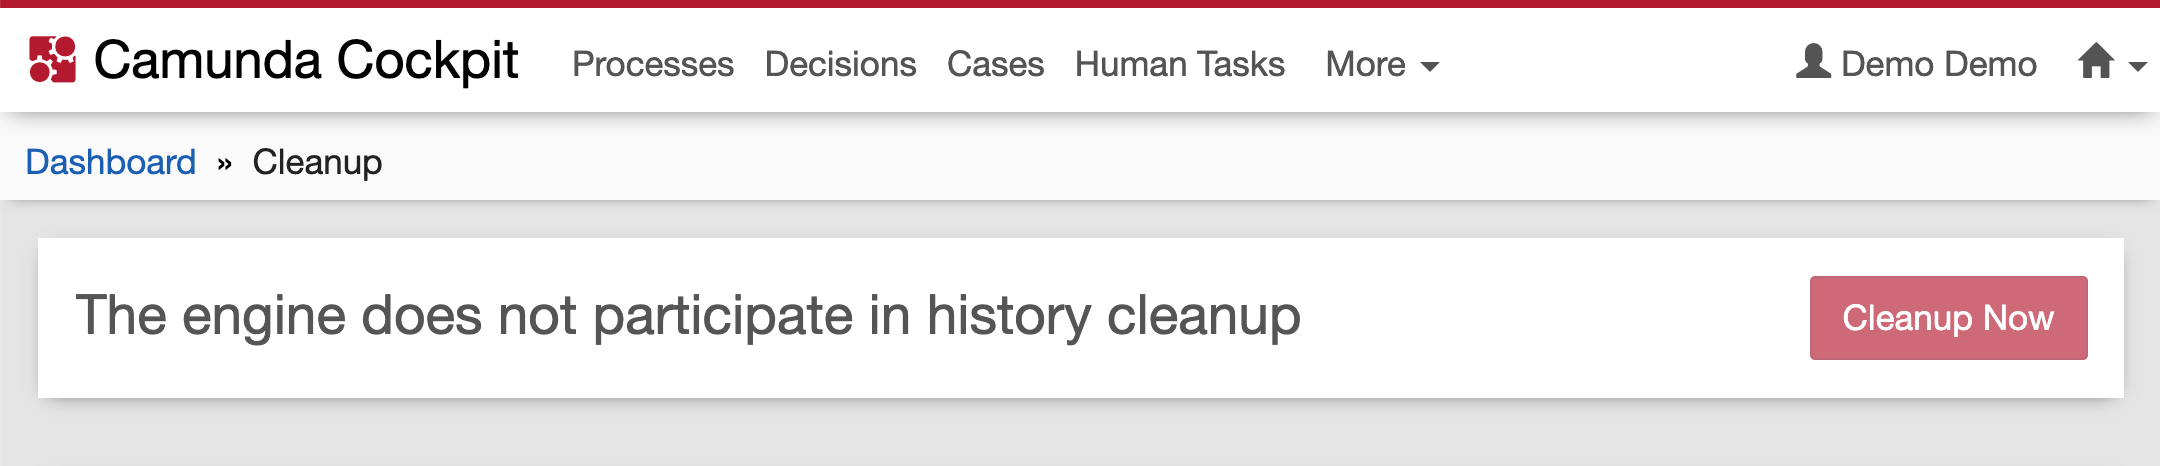 Camunda Cockpit Processes Decisions Cases Human Tasks More Demo Demo
Dashboard » Cleanup
The engine does not participate in history cleanup Cleanup Now